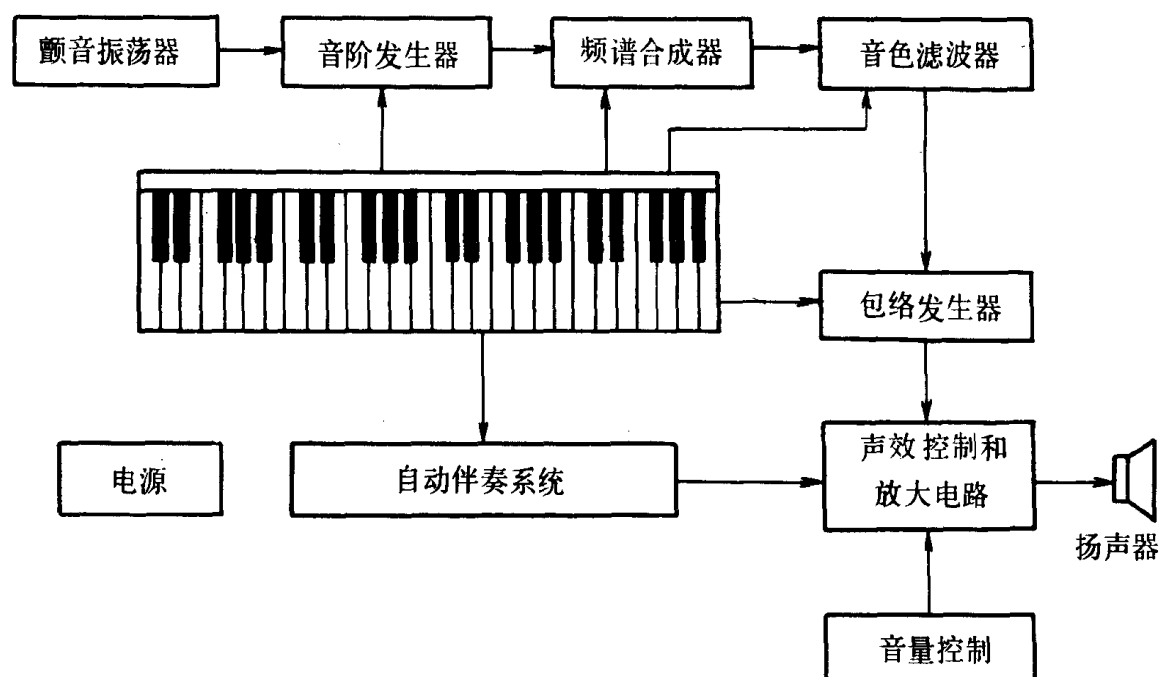 颤音振荡器
音阶发生器
频谱合成器
音色滤波器
包络发生器
电源
自动伴奏系统
声效控制和
放大电路
扬声器
音量控制